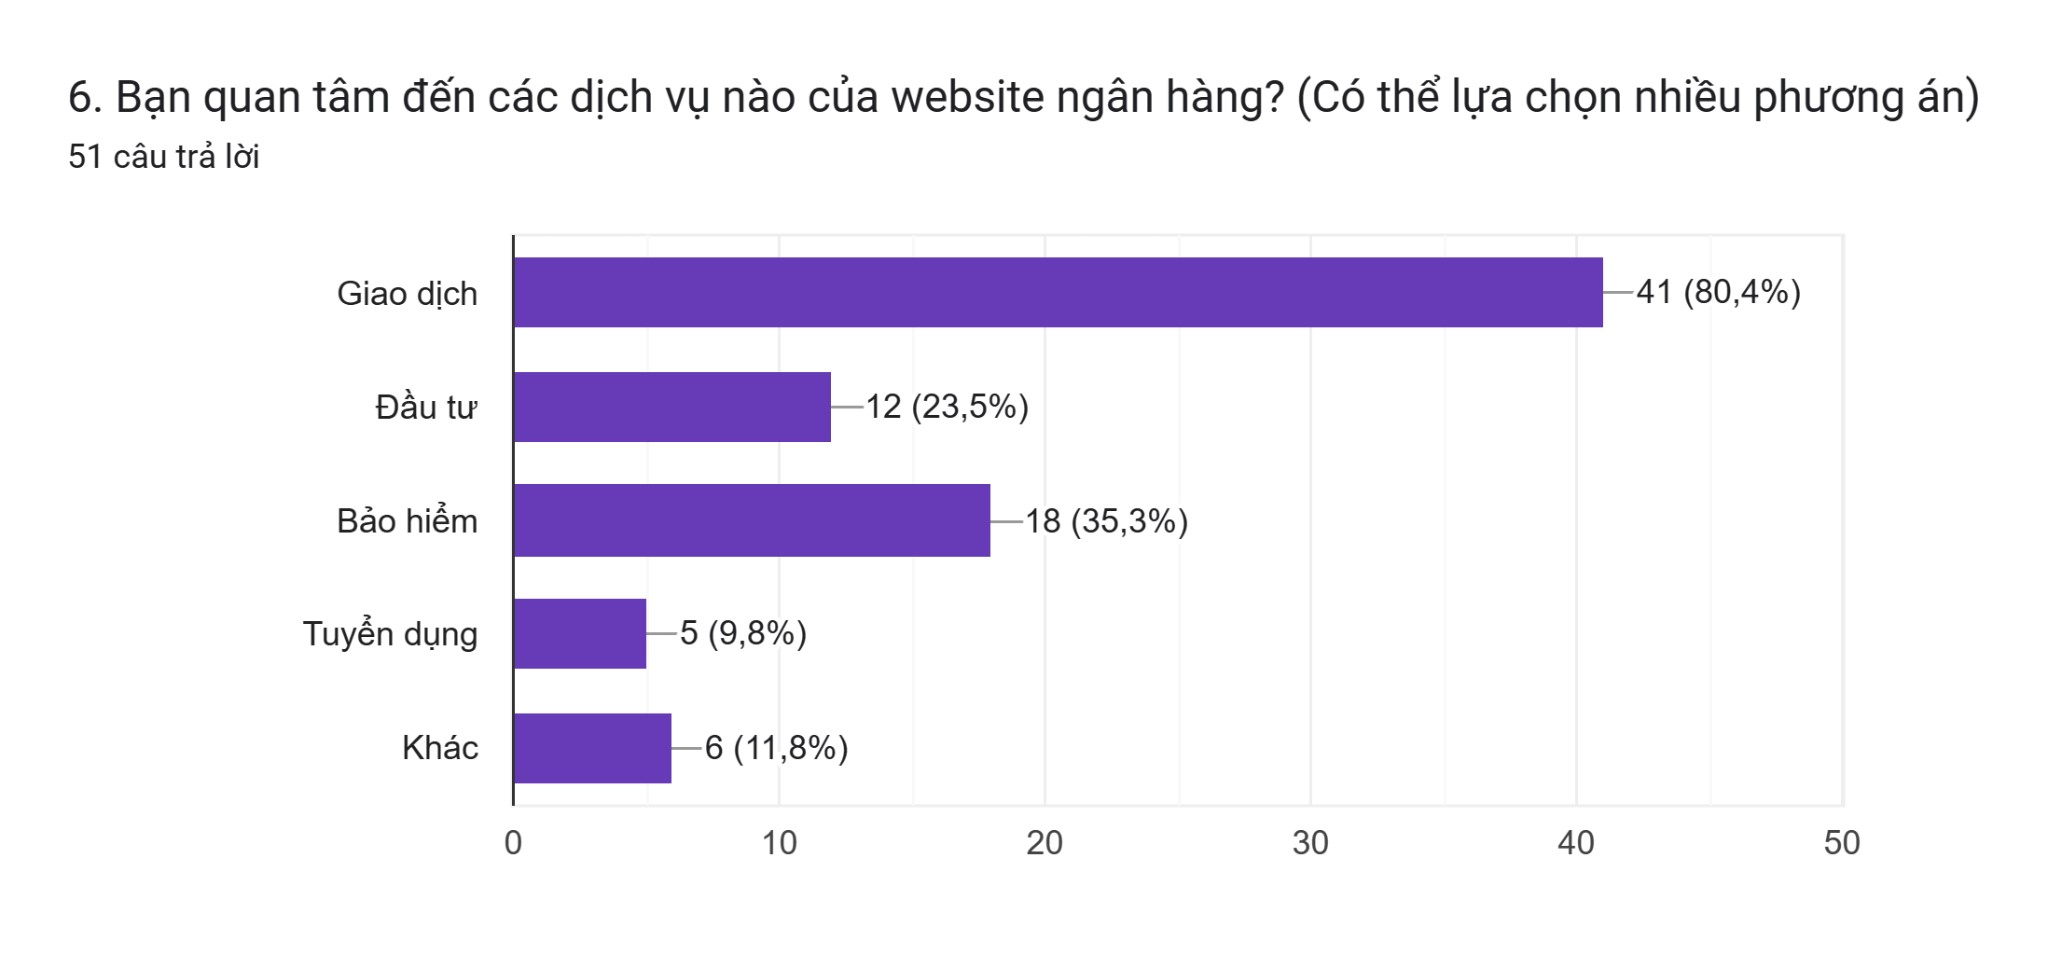 6. Bạn quan tâm đến các dịch vụ nào của website ngân hàng? (Có thể lựa chọn nhiều phương án)
51 câu trả lời
Giao dịch
41 (80,4%)
Đầu tư
12 (23,5%)
Bảo hiểm
18 (35,3%)
Tuyển dụng
5 (9,8%)
Khác
6 (11,8%)
0 10 20 30 40 50